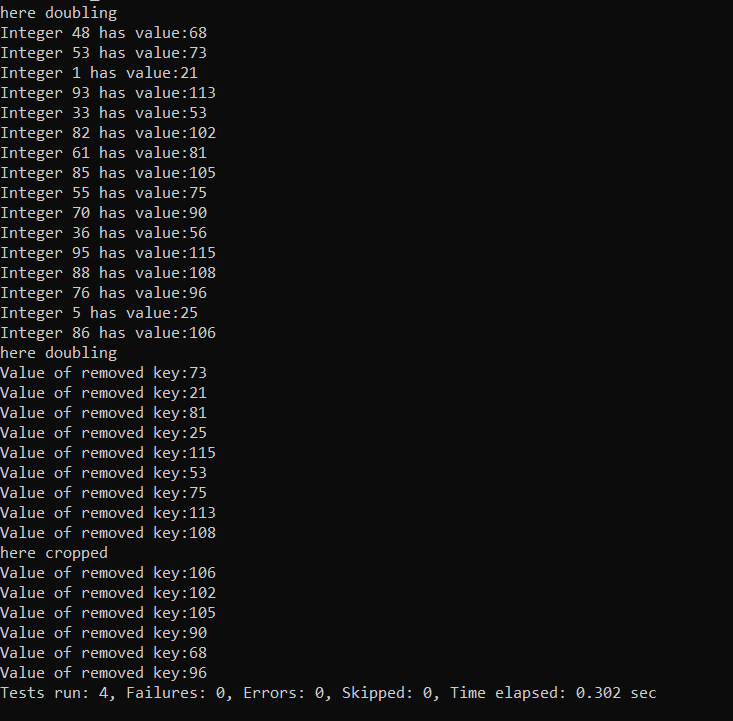 here doubling
Integer 48 has value:68
Integer 53 has value:73
Integer 1 has value:21
Integer 93 has value:113
Integer 33 has value:53
Integer 82 has value:102
Integer 61 has value:81
Integer 85 has value:105
Integer 55 has value:75
Integer 70 has value:90
Integer 36 has value:56
Integer 95 has value:115
Integer 88 has value:108
Integer 76 has value:96
Integer 5 has value:25
Integer 86 has value:106
here doubling
Value of removed key:73
Value of removed key:21
Value of removed key:81
Value of removed key:25
Value of removed key:115
Value of removed key:53
Value of removed key:75
Value of removed key:113
Value of removed key:108
here cropped
Value of removed key:106
Value of removed key:102
Value of removed key:105
Value of removed key:90
Value of removed key:68
Value of removed key:96
Tests run: 4, Failures: 0, Errors: 0, Skipped: 0, Time elapsed: 0.302 sec